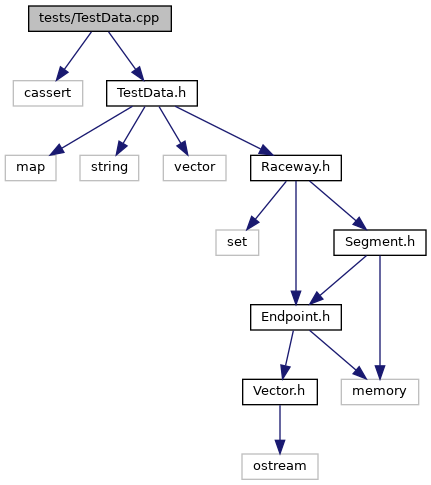 tests/TestData.cpp
cassert
TestData.h
map
string
vector
Raceway.h
set
Segment.h
Endpoint.h
Vector.h
memory
ostream